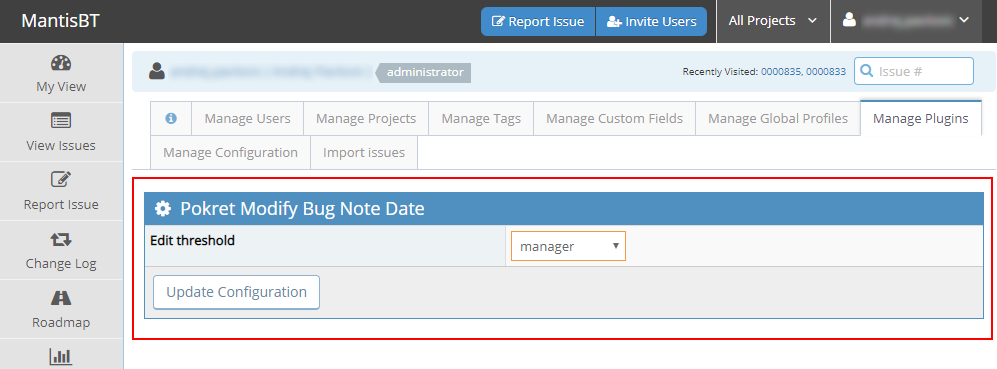 MantisBT
Report Issue Invite Users All Projects
administrator Recently Visited: 0000835, 0000833 Issue #
My View
View Issues
Report Issue
Change Log
Roadmap
Manage Users Manage Projects Manage Tags Manage Custom Fields Manage Global Profiles Manage Plugins
Manage Configuration Import issues
Pokret Modify Bug Note Date
Edit threshold manager
Update Configuration